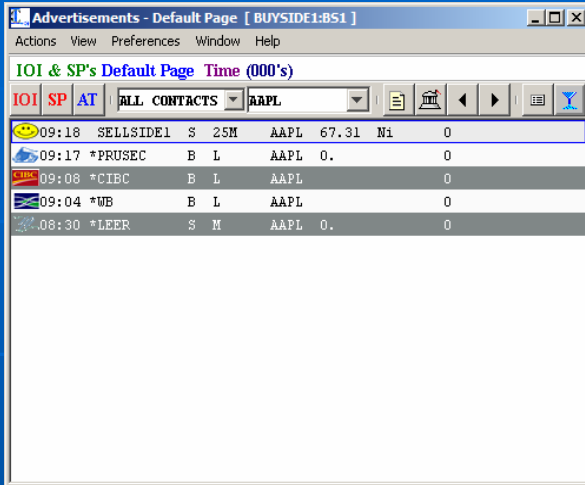 Advertisements - Default Page [ BUYSIDE1:BS1 ]
Actions View Preferences Window Help
IOI & SP's Default Page Time (000's)
IOI SP AT ALL CONTACTS AAPL
09:18 SELLSIDE1 S 25M AAPL 67.31 Ni 0
09:17 *PRUSEC B L AAPL 0.
CIBC 09:08 *CIBC B L AAPL 0
09:04 *WB B L AAPL 0
08:30 *LEER S M AAPL 0. 0